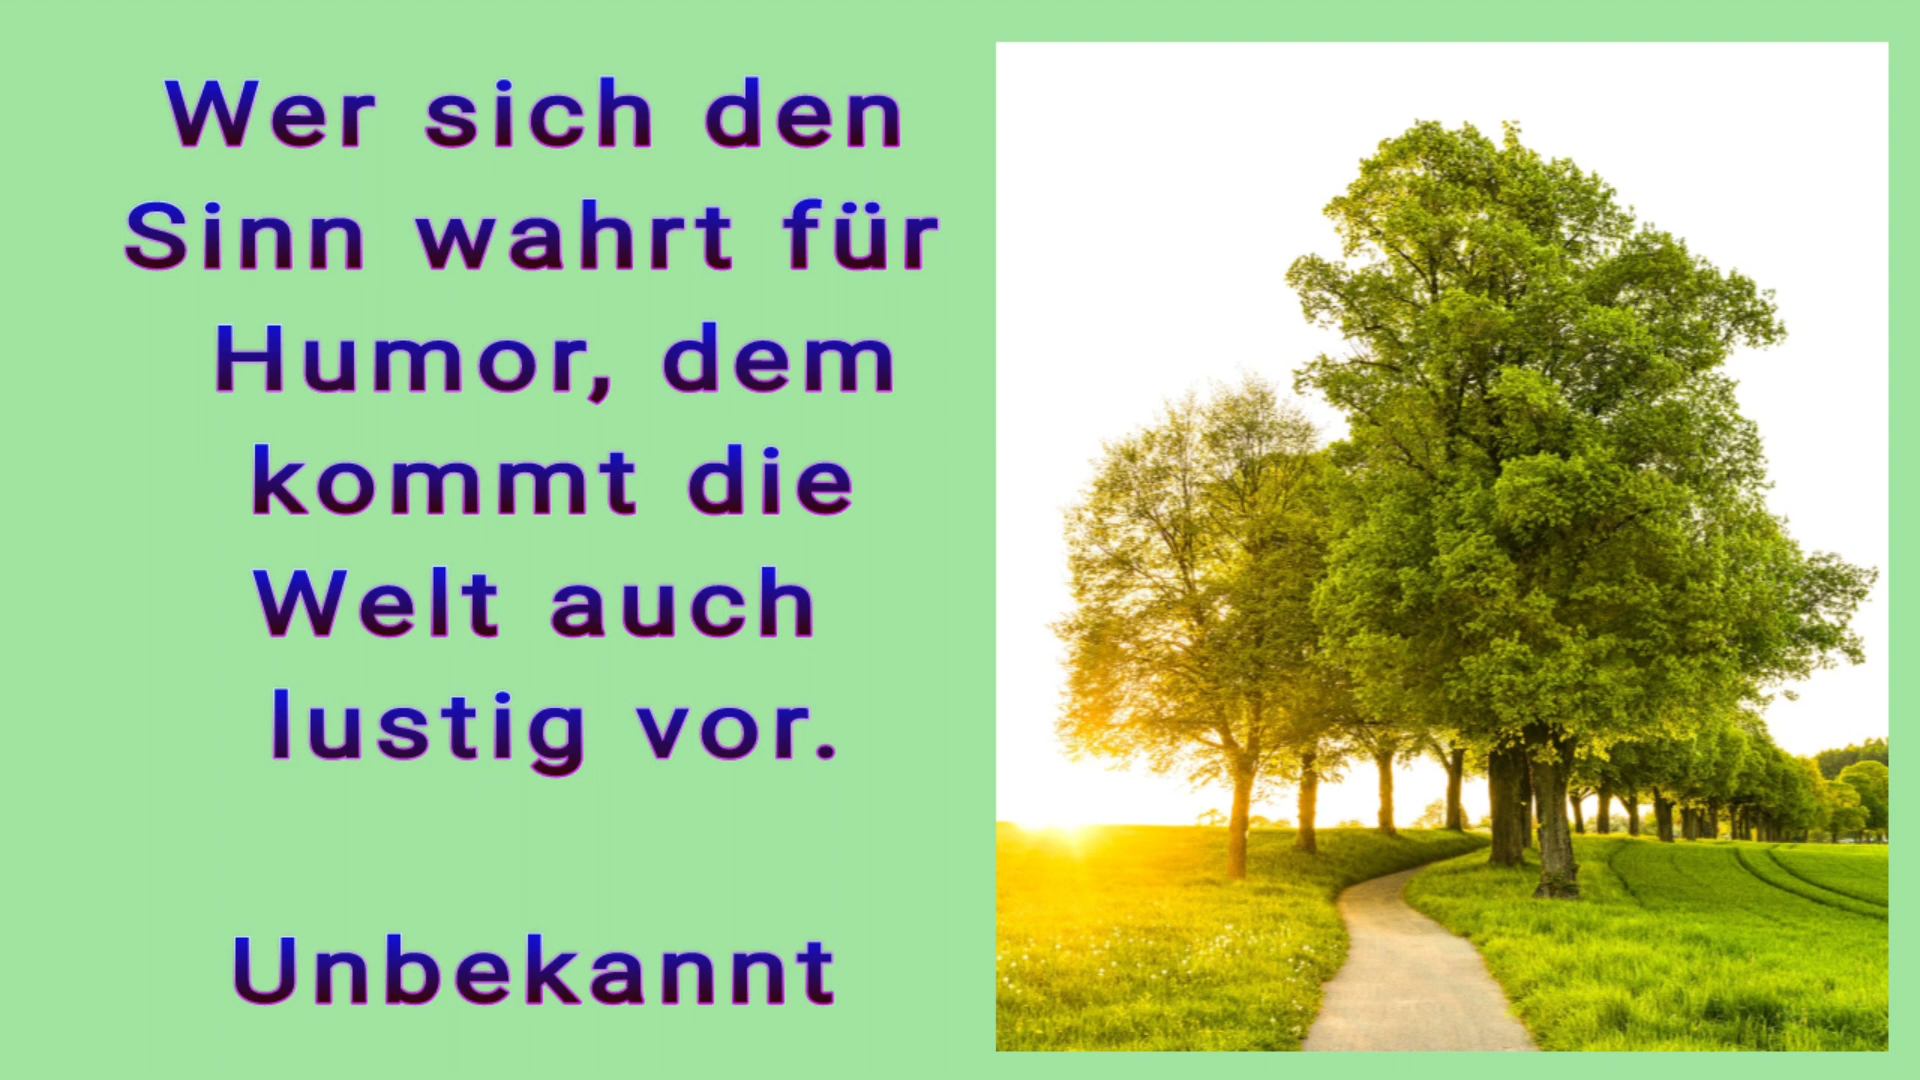 Wer sich den
Sinn wahrt für
Humor, dem
kommt die
Welt auch
lustig vor.
Unbekannt